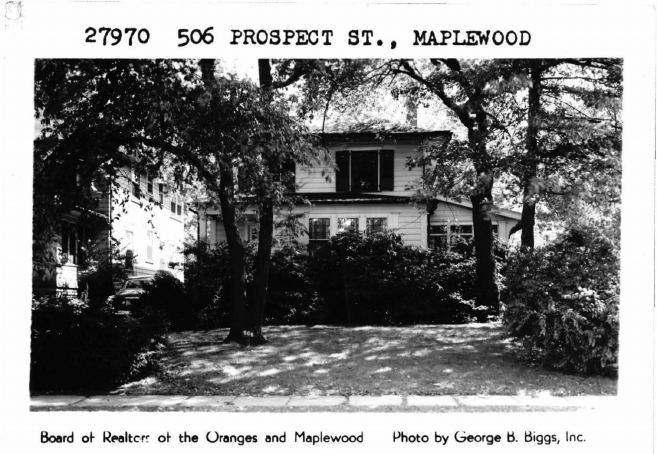 27970 506 PROSPECT ST., MAPLEWOOD
Board of Realtors of the Oranges and Maplewood Photo by George B. Biggs, Inc.